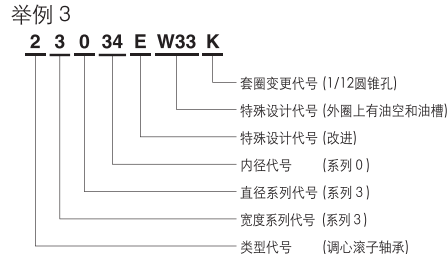 举例 3
2 3 0 34 E W33 K
套圈变更代号 (1/12圆锥孔)
特殊设计代号 (外圈上有油空和油槽)
特殊设计代号 (改进)
内径代号 (系列 0)
直径系列代号 (系列 3)
宽度系列代号 (系列 3)
类型代号 (调心滚子轴承)